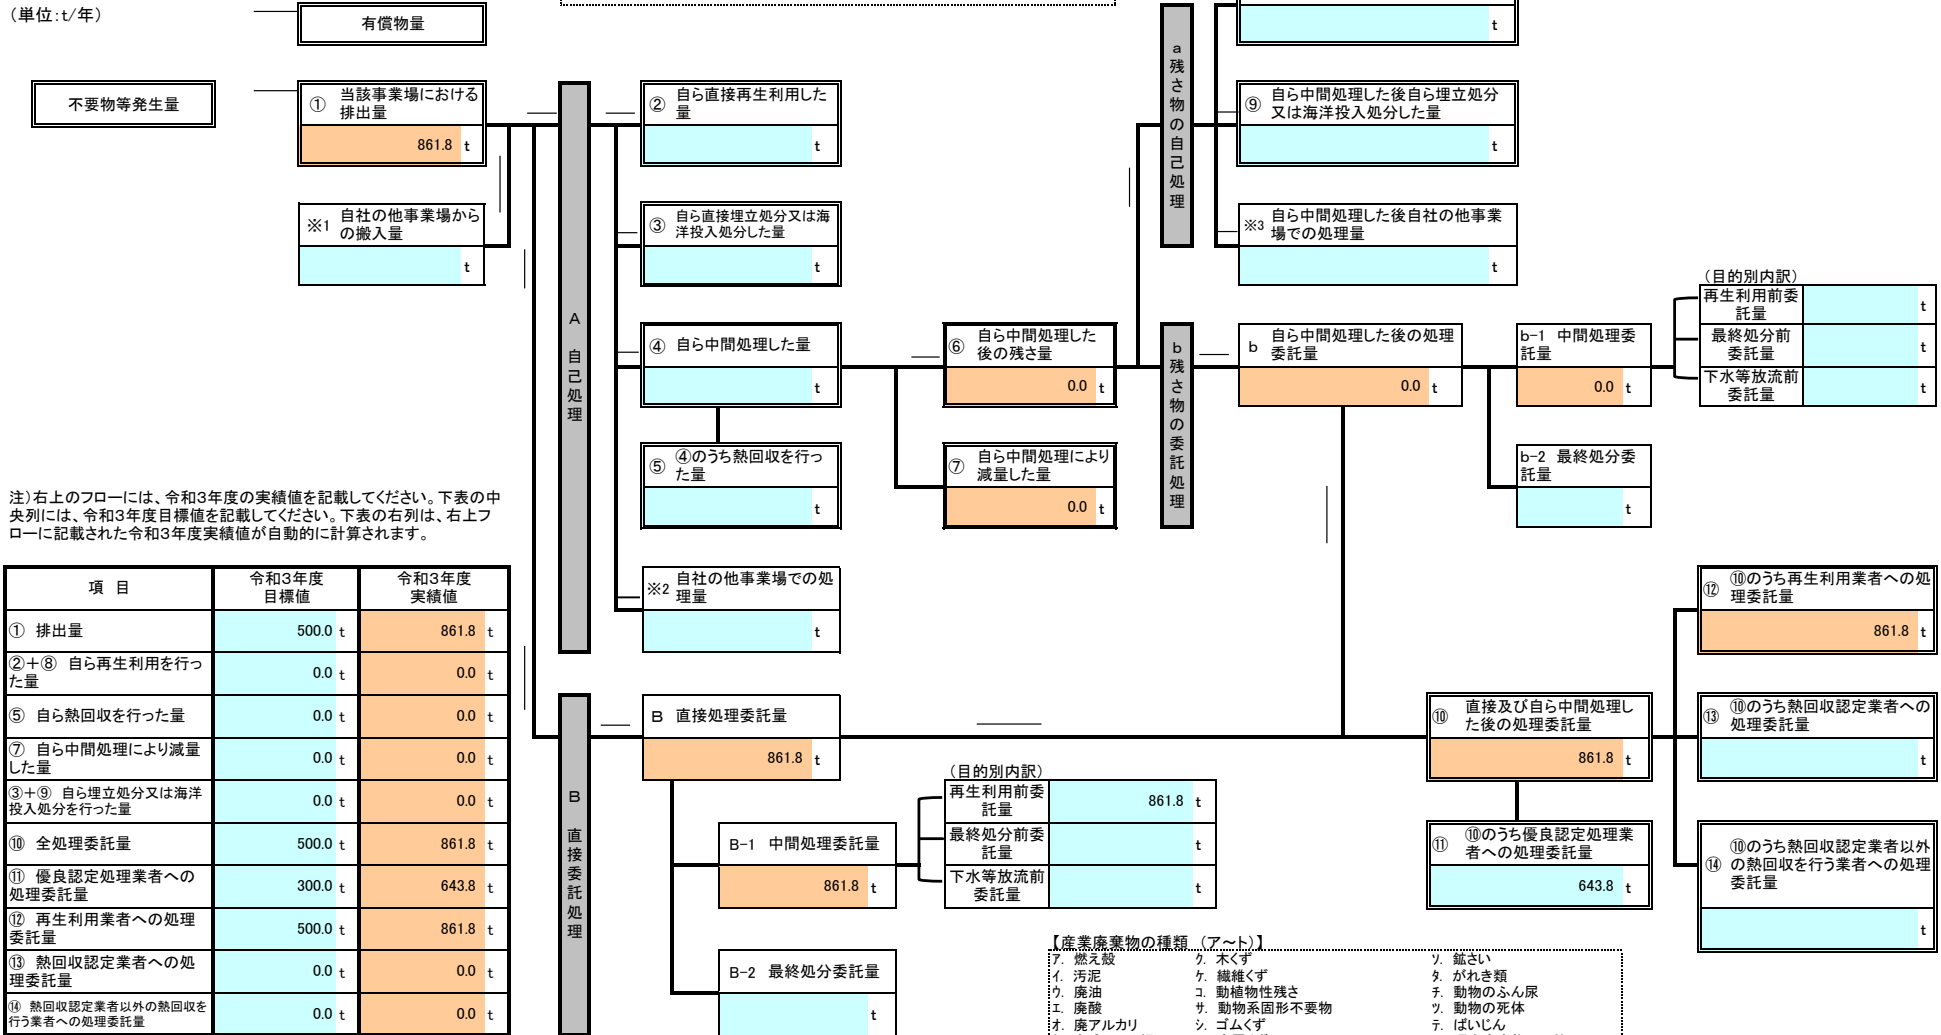 (単位:t/年)
有償物量
t
不要物等発生量
① 当該事業場における
排出量
861.8 t
※1 自社の他事業場から
の搬入量
t
A 自己処理
② 自ら直接再生利用した
量
t
③ 自ら直接埋立処分又は海
洋投入処分した量
t
④ 自ら中間処理した量
t
⑤ ④のうち熱回収を行っ
た量
t
※2 自社の他事業場での処
理量
t
⑥ 自ら中間処理した
後の残さ量
0.0 t
⑦ 自ら中間処理により
減量した量
0.0 t
a 残さ物の自己処理
⑨ 自ら中間処理した後自ら埋立処分
又は海洋投入処分した量
t
※3 自ら中間処理した後自社の他事業
場での処理量
t
b 残さ物の委託処理
b 自ら中間処理した後の処理
委託量
0.0 t
b-1 中間処理委
託量
0.0 t
b-2 最終処分委
託量
t
(目的別内訳)
再生利用前委
託量
t
最終処分前
委託量
t
下水等放流前
委託量
t
注)右上のフローには、令和3年度の実績値を記載してください。下表の中
央列には、令和3年度目標値を記載してください。下表の右列は、右上フ
ローに記載された令和3年度実績値が自動的に計算されます。
項 目 令和3年度 令和3年度
目標値 実績値
① 排出量 500.0 t 861.8 t
②+⑧ 自ら再生利用を行っ
た量 0.0 t 0.0 t
⑤ 自ら熱回収を行った量 0.0 t 0.0 t
⑦ 自ら中間処理により減量
した量 0.0 t 0.0 t
③+⑨ 自ら埋立処分又は海洋
投入処分を行った量 0.0 t 0.0 t
⑩ 全処理委託量 500.0 t 861.8 t
⑪ 優良認定処理業者への
処理委託量 300.0 t 643.8 t
⑫ 再生利用業者への処理
委託量 500.0 t 861.8 t
⑬ 熱回収認定業者への処
理委託量 0.0 t 0.0 t
⑭ 熱回収認定業者以外の熱回収を
行う業者への処理委託量 0.0 t 0.0 t
B 直接委託処理
B 直接処理委託量
861.8 t
B-1 中間処理委託量
861.8 t
B-2 最終処分委託量
t
(目的別内訳)
再生利用前委
託量
861.8 t
最終処分前委
託量
t
下水等放流前
委託量
t
⑩ 直接及び自ら中間処理し
た後の処理委託量
861.8 t
⑪ ⑩のうち優良認定処理業
者への処理委託量
643.8 t
⑫ ⑩のうち再生利用業者への処
理委託量
861.8 t
⑬ ⑩のうち熱回収認定業者への
処理委託量
t
⑭ ⑩のうち熱回収認定業者以外
の熱回収を行う業者への処理
委託量
t
【産業廃棄物の種類 (ア~ト)】
ア. 燃え殻 ク. 木くず ソ. 鉱さい
イ. 汚泥 ケ. 繊維くず タ. がれき類
ウ. 廃油 コ. 動植物性残さ チ. 動物のふん尿
エ. 廃酸 サ. 動物系固形不要物 ツ. 動物の死体
オ. 廃アルカリ シ. ゴムくず テ. ばいじん